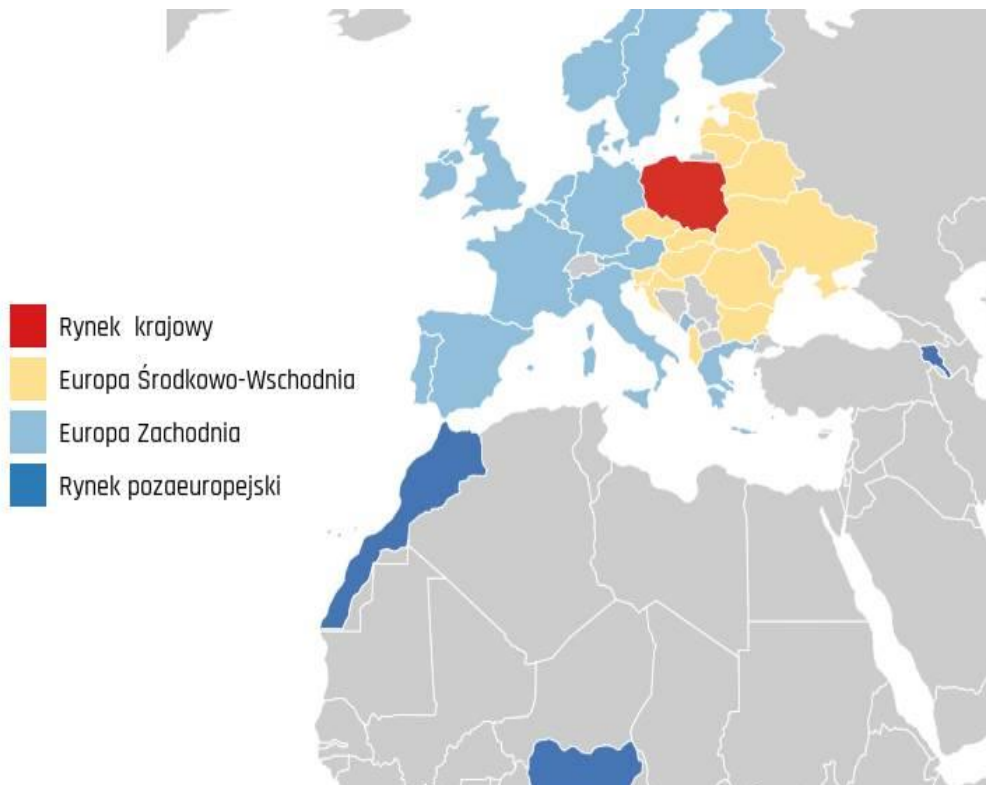 Rynek krajowy
Europa Środkowo-Wschodnia
Europa Zachodnia
Rynek pozaeuropejski